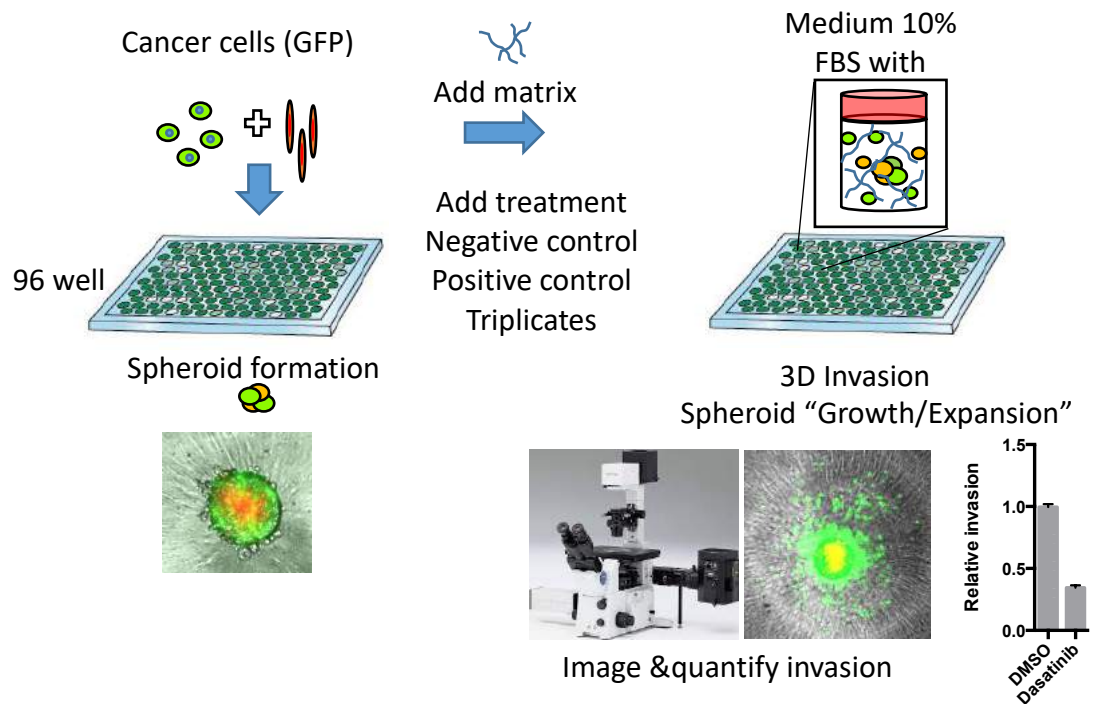 Cancer cells (GFP)
96 well
Spheroid formation
Add matrix
Add treatment
Negative control
Positive control
Triplicates
Medium 10%
FBS with
3D Invasion
Spheroid “Growth/Expansion”
Image &quantify invasion
Relative invasion
1.5
1.0
0.5
0.0
DMSO
Dasatinib